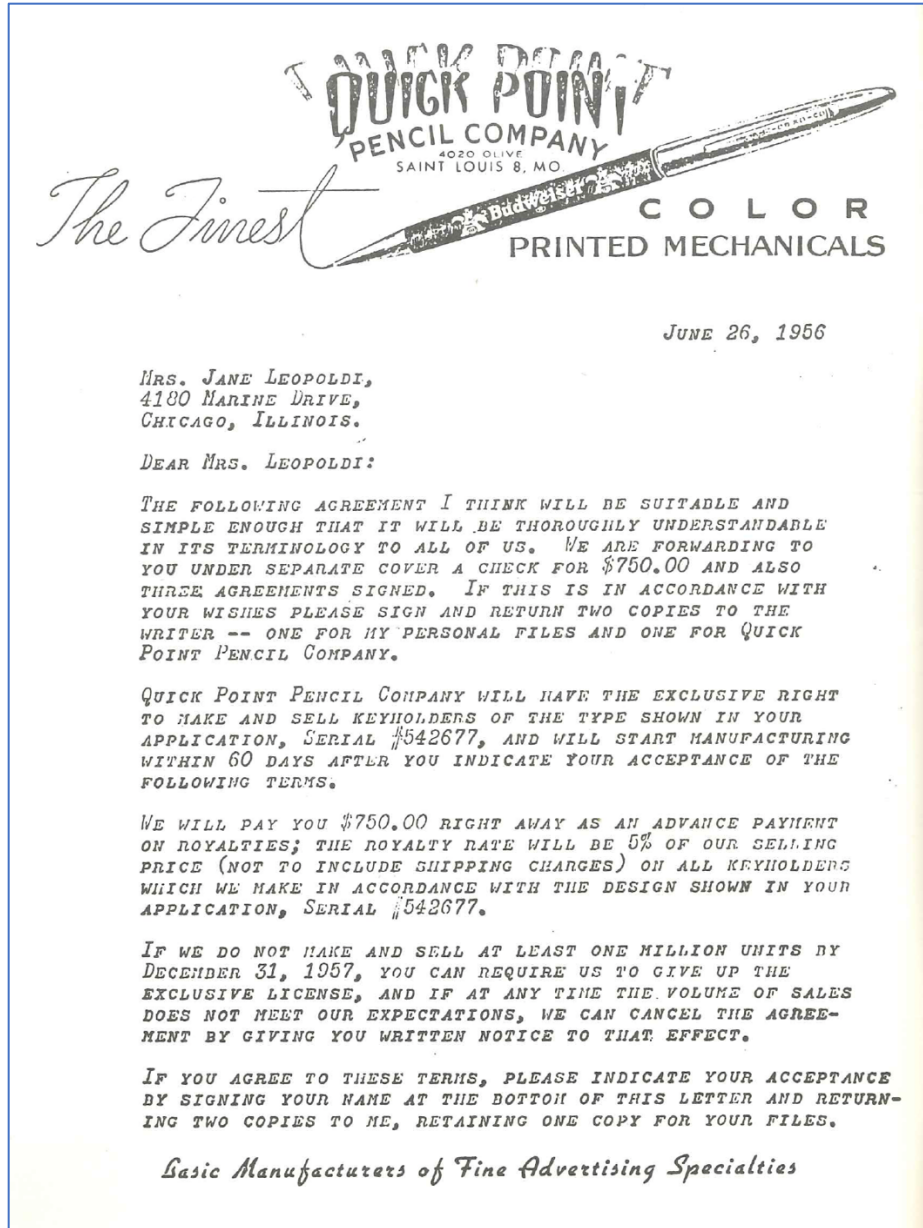 QUICK POINT
PENCIL COMPANY
4020 OLIVE
SAINT LOUIS 8, MO.
The Finest
Budweiser
COLOR
PRINTED MECHANICALS
JUNE 26, 1956
MRS. JANE LEOPOLDI,
4180 MARINE DRIVE,
CHICAGO, ILLINOIS.
DEAR MRS. LEOPOLDI:
THE FOLLOWING AGREEMENT I THINK WILL BE SUITABLE AND
SIMPLE ENOUGH THAT IT WILL BE THOROUGHLY UNDERSTANDABLE
IN ITS TERMINOLOGY TO ALL OF US. WE ARE FORWARDING TO
YOU UNDER SEPARATE COVER A CHECK FOR $750.00 AND ALSO
THREE AGREEMENTS SIGNED. IF THIS IS IN ACCORDANCE WITH
YOUR WISHES PLEASE SIGN AND RETURN TWO COPIES TO THE
WRITER -- ONE FOR MY PERSONAL FILES AND ONE FOR QUICK
POINT PENCIL COMPANY.
QUICK POINT PENCIL COMPANY WILL HAVE THE EXCLUSIVE RIGHT
TO MAKE AND SELL KEYHOLDERS OF THE TYPE SHOWN IN YOUR
APPLICATION, SERIAL #542677, AND WILL START MANUFACTURING
WITHIN 60 DAYS AFTER YOU INDICATE YOUR ACCEPTANCE OF THE
FOLLOWING TERMS.
WE WILL PAY YOU $750.00 RIGHT AWAY AS AN ADVANCE PAYMENT
ON ROYALTIES; THE ROYALTY RATE WILL BE 5% OF OUR SELLING
PRICE (NOT TO INCLUDE SHIPPING CHARGES) ON ALL KEYHOLDERS
WHICH WE MAKE IN ACCORDANCE WITH THE DESIGN SHOWN IN YOUR
APPLICATION, SERIAL #542677.
IF WE DO NOT MAKE AND SELL AT LEAST ONE MILLION UNITS BY
DECEMBER 31, 1957, YOU CAN REQUIRE US TO GIVE UP THE
EXCLUSIVE LICENSE, AND IF AT ANY TIME THE VOLUME OF SALES
DOES NOT MEET OUR EXPECTATIONS, WE CAN CANCEL THE AGREE-
MENT BY GIVING YOU WRITTEN NOTICE TO THAT EFFECT.
IF YOU AGREE TO THESE TERMS, PLEASE INDICATE YOUR ACCEPTANCE
BY SIGNING YOUR NAME AT THE BOTTOM OF THIS LETTER AND RETURN-
ING TWO COPIES TO ME, RETAINING ONE COPY FOR YOUR FILES.
Basic Manufacturers of Fine Advertising Specialties